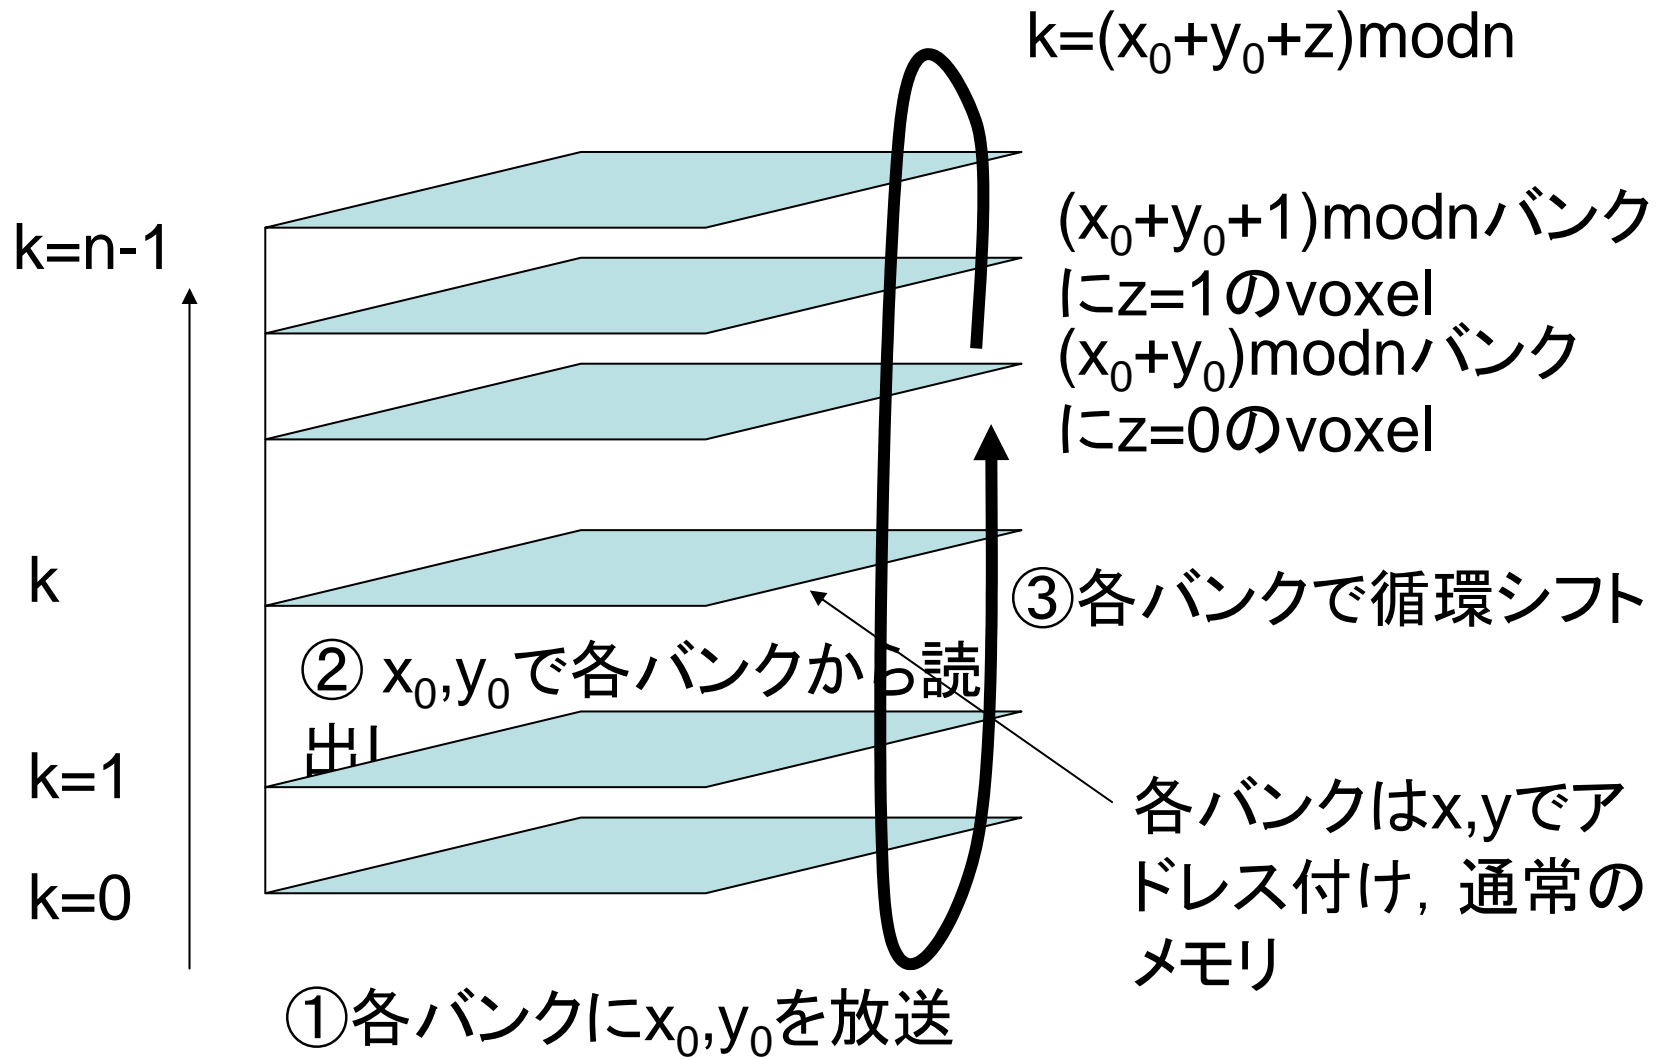 k=(x₀+y₀+z)modn
k=n-1
(x₀+y₀+1)modnバンク
にz=1のvoxel
(x₀+y₀)modnバンク
にz=0のvoxel
k
③各バンクで循環シフト
② x₀,y₀で各バンクから読
出し
k=1
各バンクはx,yでア
ドレス付け，通常の
メモリ
k=0
①各バンクにx₀,y₀を放送